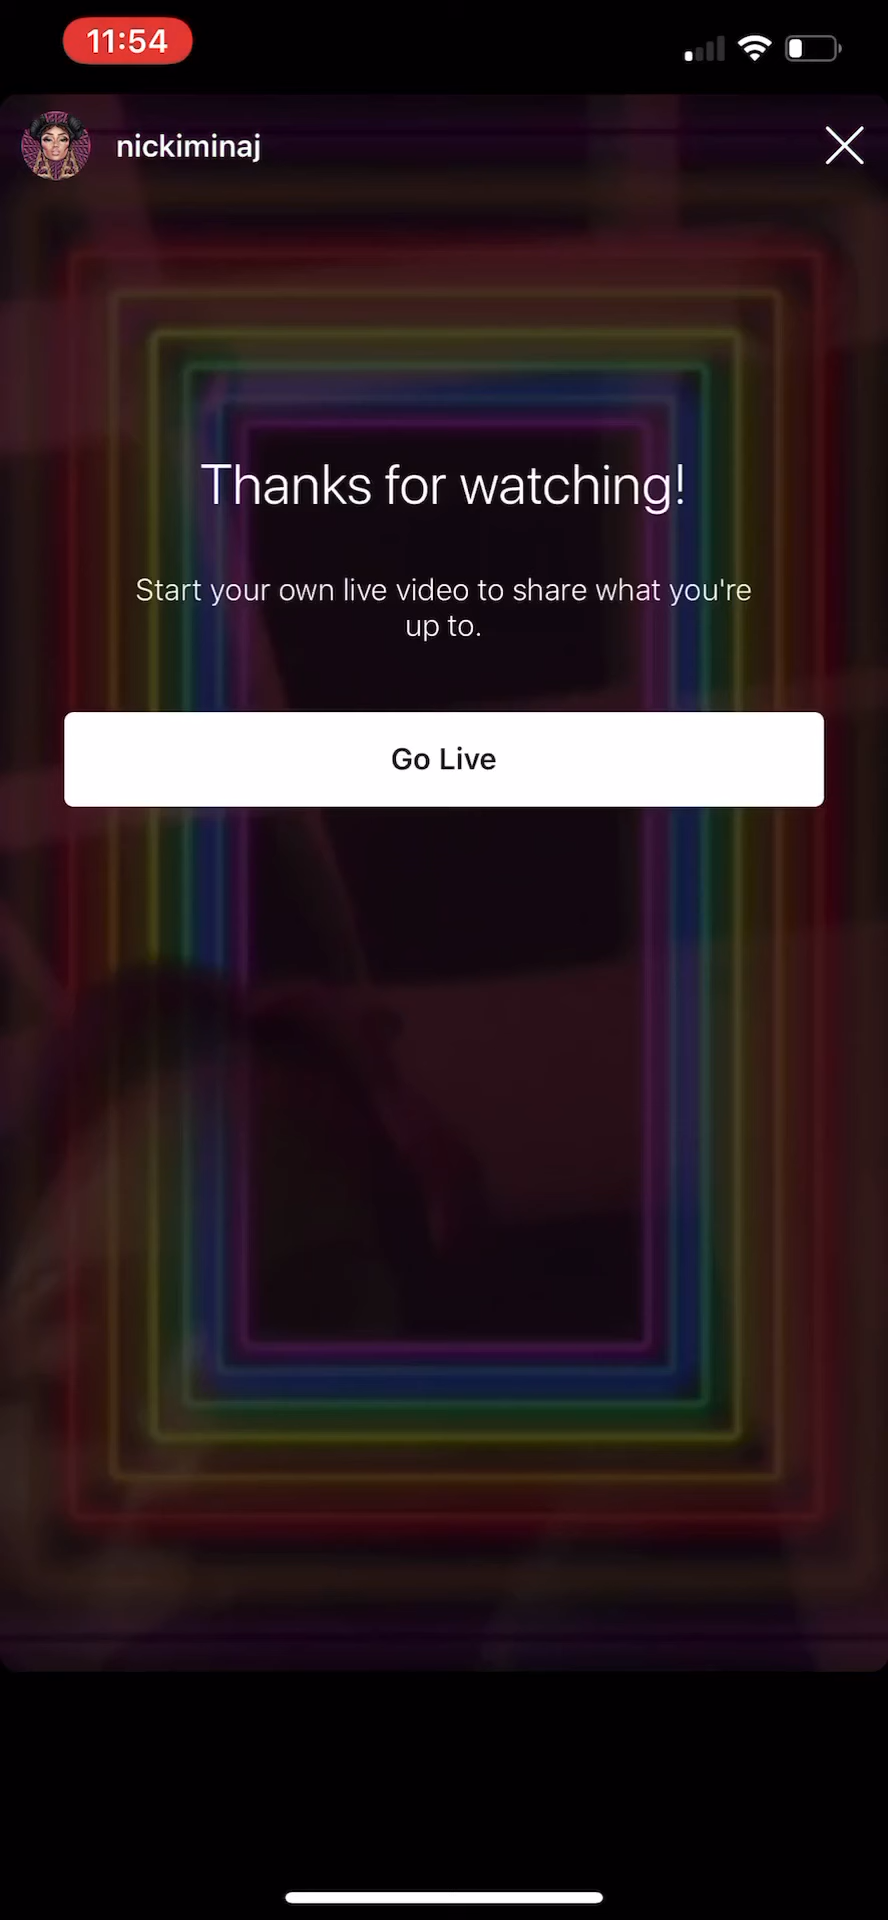 11:54
nickiminaj
Thanks for watching!
Start your own live video to share what you're
up to.
Go Live